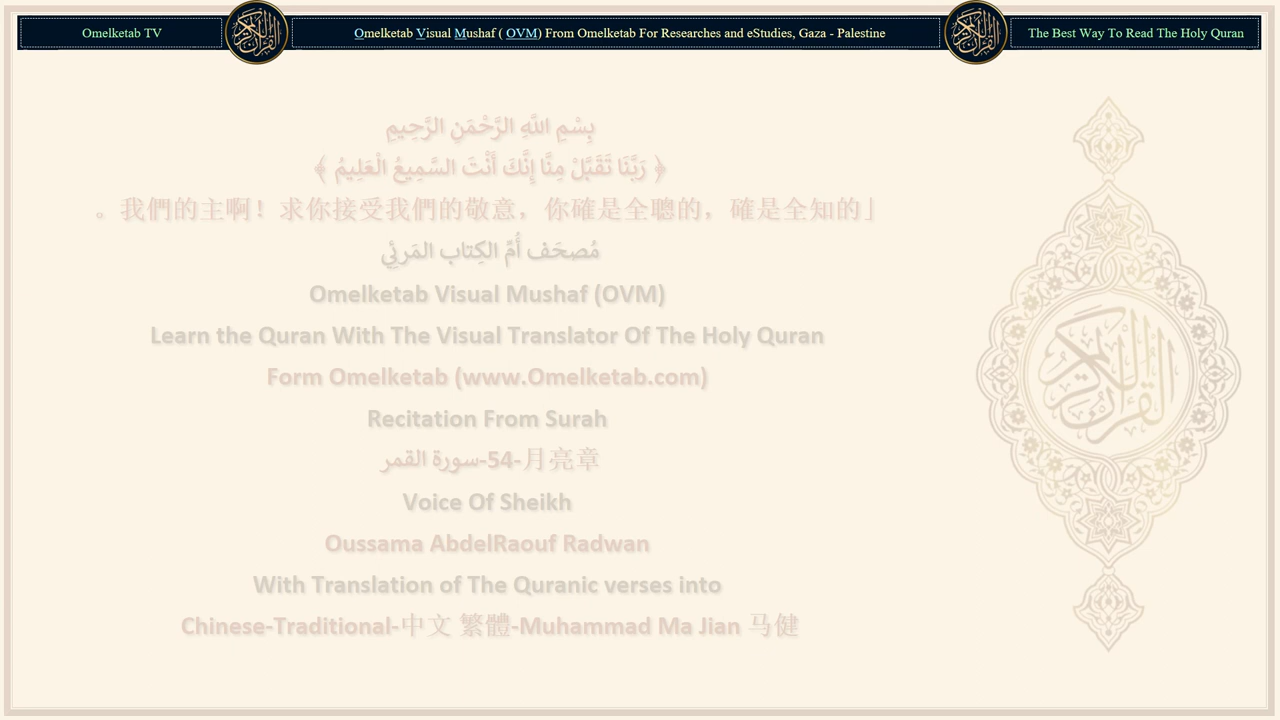 Omelketab TV
Omelketab Visual Mushaf ( OVM) From Omelketab For Researches and eStudies, Gaza - Palestine
The Best Way To Read The Holy Quran
بِسْمِ اللَّهِ الرَّحْمَنِ الرَّحِيمِ
﴿ رَبَّنَا تَقَبَّلْ مِنَّا إِنَّكَ أَنْتَ السَّمِيعُ الْعَلِيمُ ﴾
。我們的主啊！求你接受我們的敬意，你確是全聰的，確是全知的」
مُصحَف أُمِّ الكِتاب المَرئِي
Omelketab Visual Mushaf (OVM)
Learn the Quran With The Visual Translator Of The Holy Quran
Form Omelketab (www.Omelketab.com)
Recitation From Surah
سورة القمر-54-月亮章
Voice Of Sheikh
Oussama AbdelRaouf Radwan
With Translation of The Quranic verses into
Chinese-Traditional-中文 繁體-Muhammad Ma Jian 马健